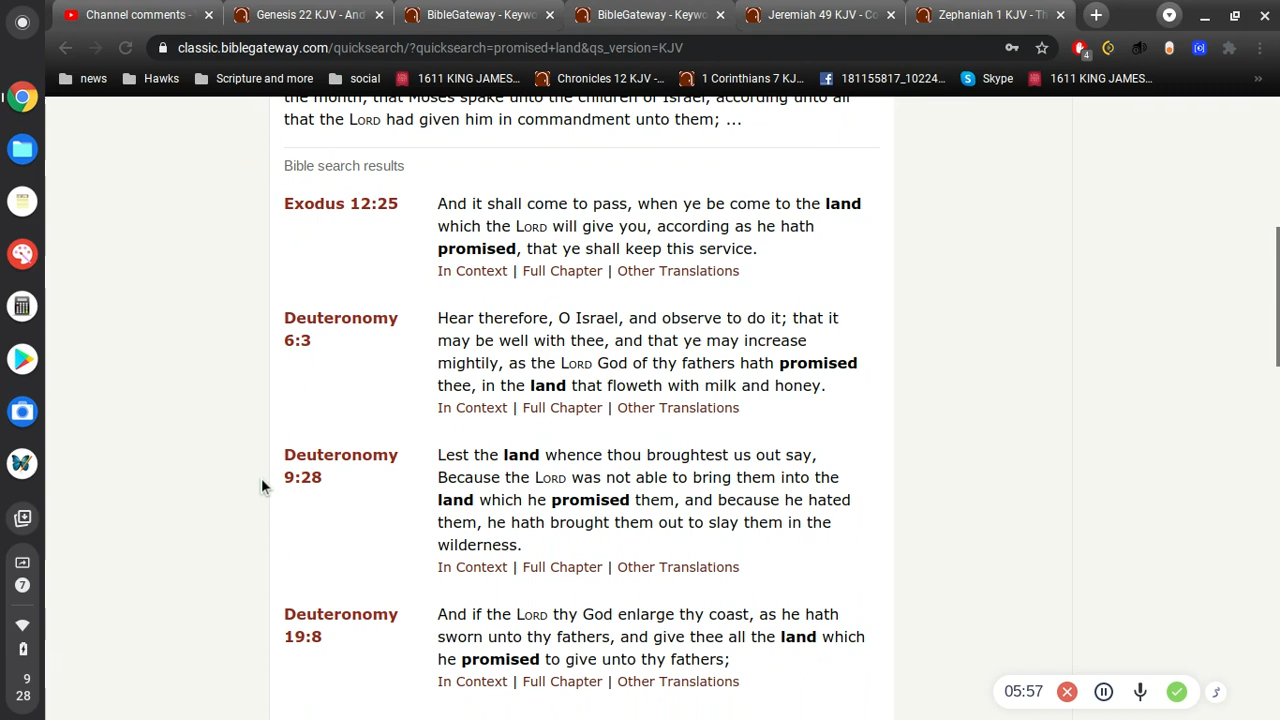 Channel comments - Y
Genesis 22 KJV - And
BibleGateway - Keywo
BibleGateway - Keywo
Jeremiah 49 KJV - Co
Zephaniah 1 KJV - Th
classic.biblegateway.com/quicksearch/?quicksearch=promised+land&qs_version=KJV
4
news
Hawks
Scripture and more
social
1611 KING JAMES...
Chronicles 12 KJV -...
1 Corinthians 7 KJ...
181155817_10224...
Skype
1611 KING JAMES...
»
the month, that Moses spake unto the children of Israel, according unto all
that the LORD had given him in commandment unto them; ...
Bible search results
Exodus 12:25
And it shall come to pass, when ye be come to the land
which the LORD will give you, according as he hath
promised, that ye shall keep this service.
In Context | Full Chapter | Other Translations
Deuteronomy
6:3
Hear therefore, O Israel, and observe to do it; that it
may be well with thee, and that ye may increase
mightily, as the LORD God of thy fathers hath promised
thee, in the land that floweth with milk and honey.
In Context | Full Chapter | Other Translations
Deuteronomy
9:28
Lest the land whence thou broughtest us out say,
Because the LORD was not able to bring them into the
land which he promised them, and because he hated
them, he hath brought them out to slay them in the
wilderness.
In Context | Full Chapter | Other Translations
Deuteronomy
19:8
And if the LORD thy God enlarge thy coast, as he hath
sworn unto thy fathers, and give thee all the land which
he promised to give unto thy fathers;
In Context | Full Chapter | Other Translations
7
9
28
05:57